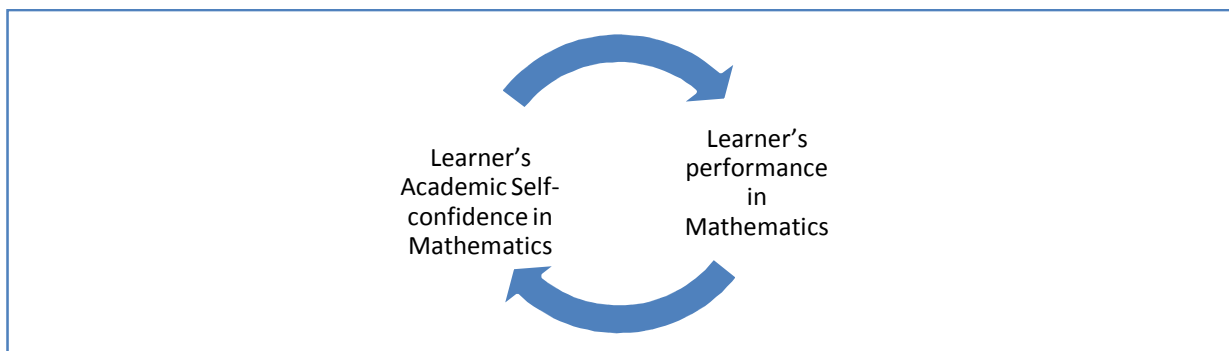 Learner’s
Academic Self-
confidence in
Mathematics
Learner’s
performance
in
Mathematics